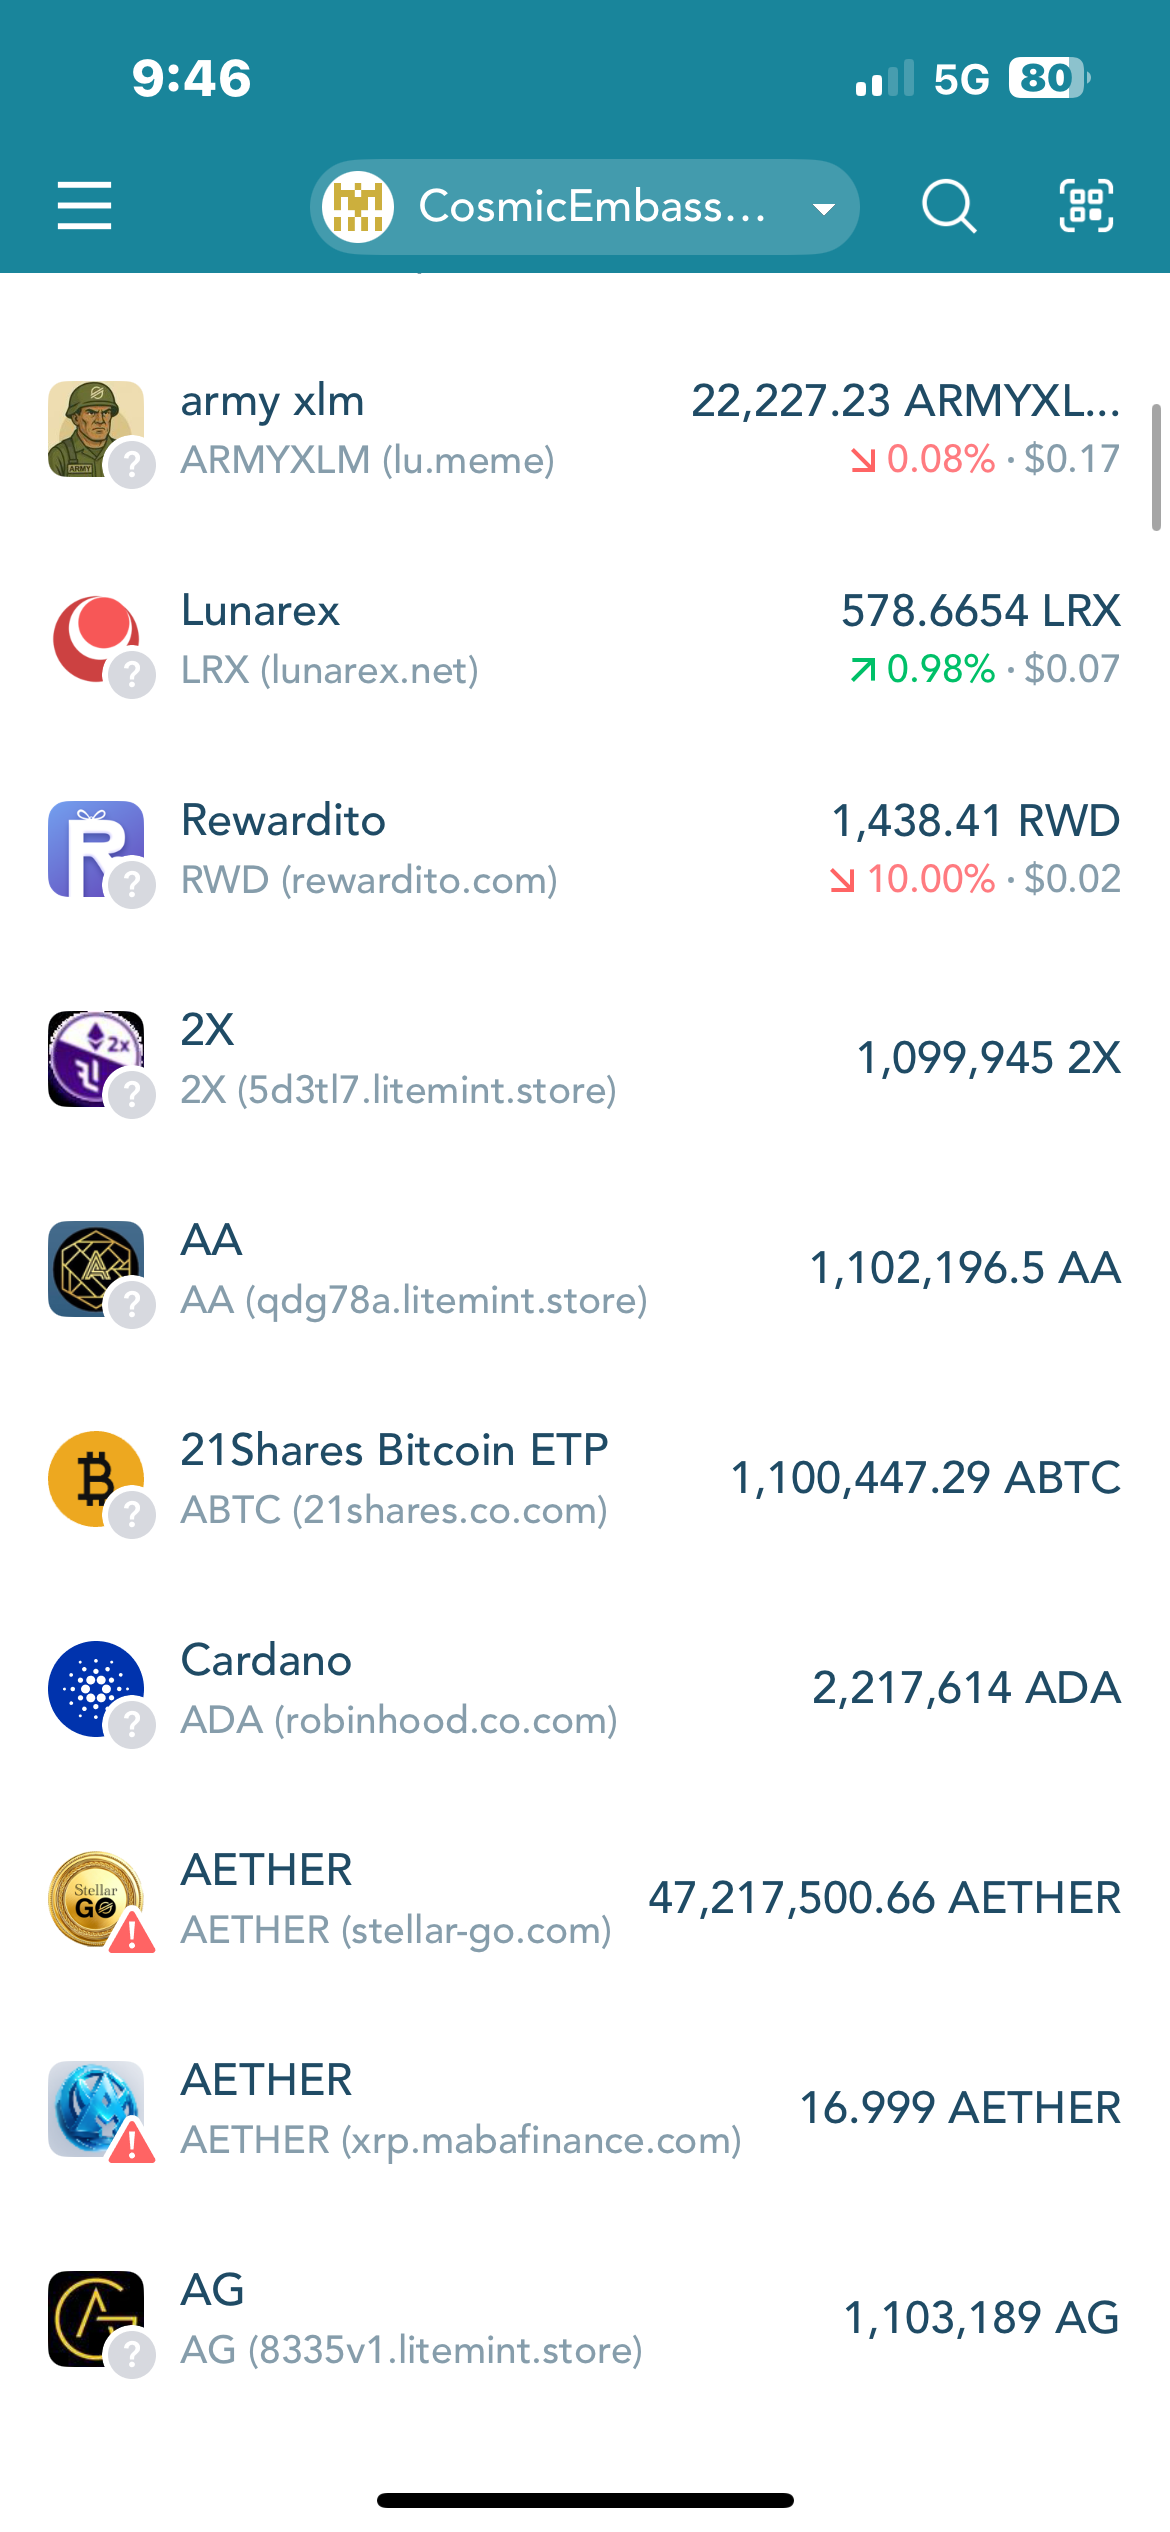 9:46
5G 80
CosmicEmbass...
army xlm
22,227.23 ARMYXL...
ARMYXLM (lu.meme)
0.08% · $0.17
ARMY
Lunarex
578.6654 LRX
LRX (lunarex.net)
0.98% · $0.07
Rewardito
1,438.41 RWD
RWD (rewardito.com)
10.00% · $0.02
R
2X
2x
2X (5d3tl7.litemint.store)
1,099,945 2X
AA
AA (qdg78a.litemint.store)
1,102,196.5 AA
21Shares Bitcoin ETP
ABTC (21shares.co.com)
1,100,447.29 ABTC
Cardano
ADA (robinhood.co.com)
2,217,614 ADA
AETHER
Stellar
GO
AETHER (stellar-go.com)
47,217,500.66 AETHER
AETHER
AETHER (xrp.mabafinance.com)
16.999 AETHER
AG
AG (8335v1.litemint.store)
1,103,189 AG